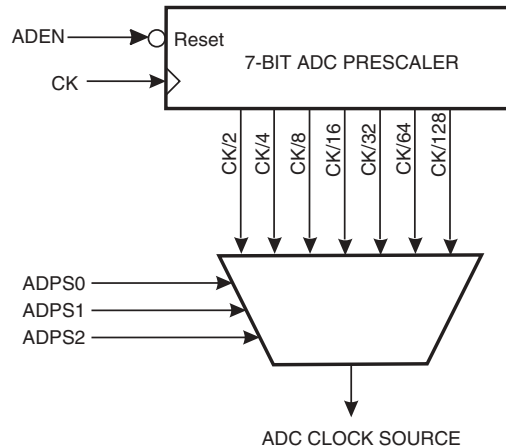 ADEN
Reset
7-BIT ADC PRESCALER
CK
CK/2
CK/4
CK/8
CK/16
CK/32
CK/64
CK/128
ADPS0
ADPS1
ADPS2
ADC CLOCK SOURCE